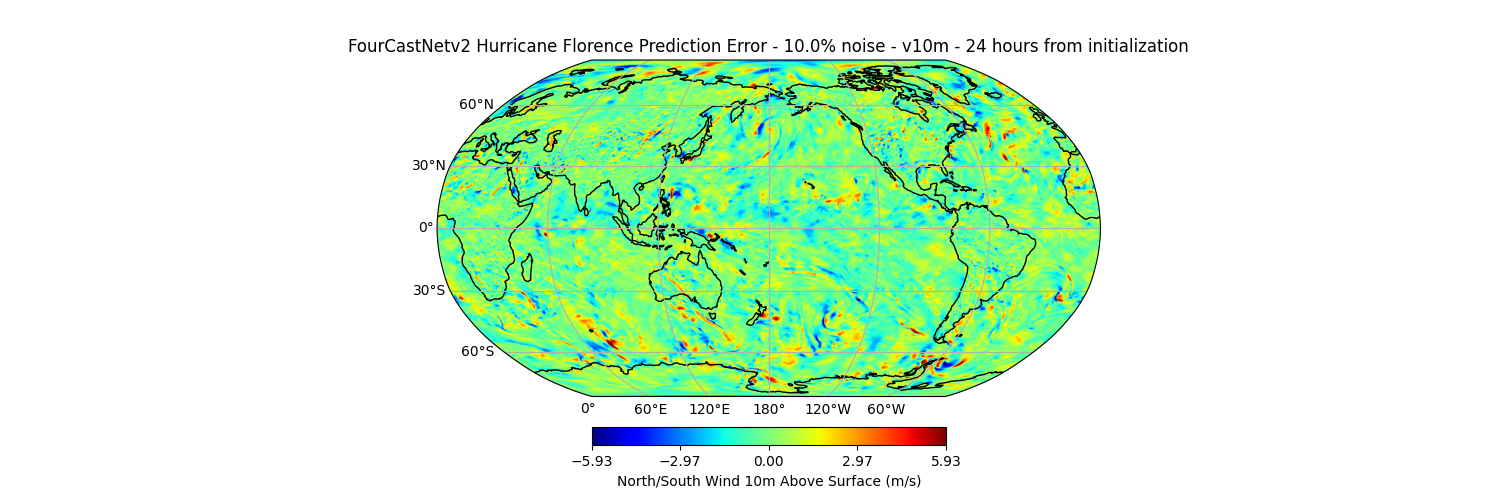 FourCastNetv2 Hurricane Florence Prediction Error - 10.0% noise - v10m - 24 hours from initialization
60°N
30°N
0°
30°S
60°S
0° 60°E 120°E 180° 120°W 60°W
−5.93 −2.97 0.00 2.97 5.93
North/South Wind 10m Above Surface (m/s)